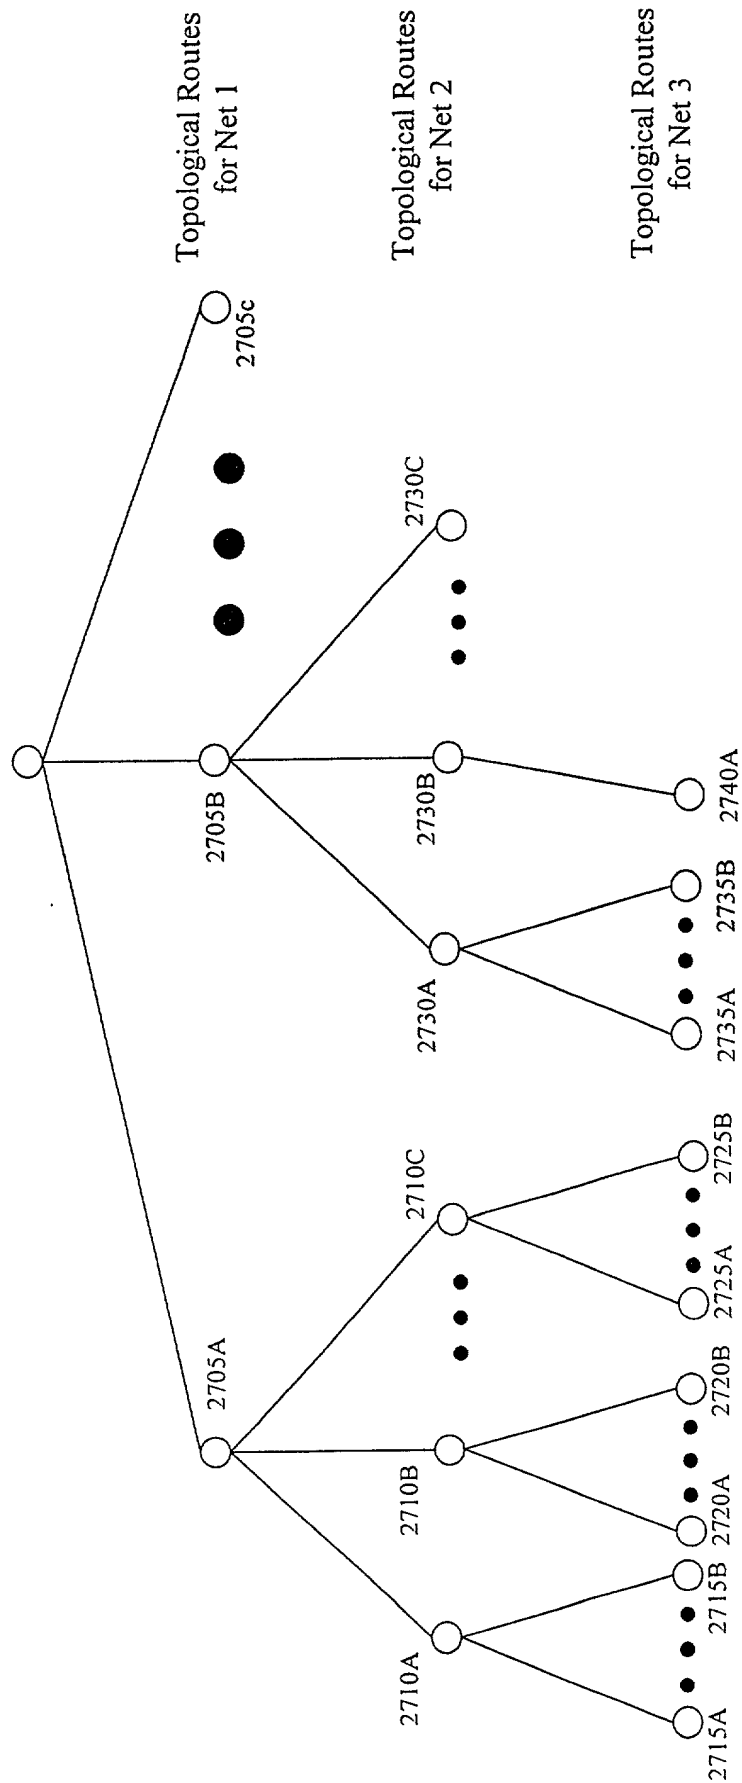 Topological Routes
for Net 1
2705A
2705B
2705c
Topological Routes
for Net 2
2710A
2710B
2710C
2730A
2730B
2730C
Topological Routes
for Net 3
2715A
2715B
2720A
2720B
2725A
2725B
2735A
2735B
2740A